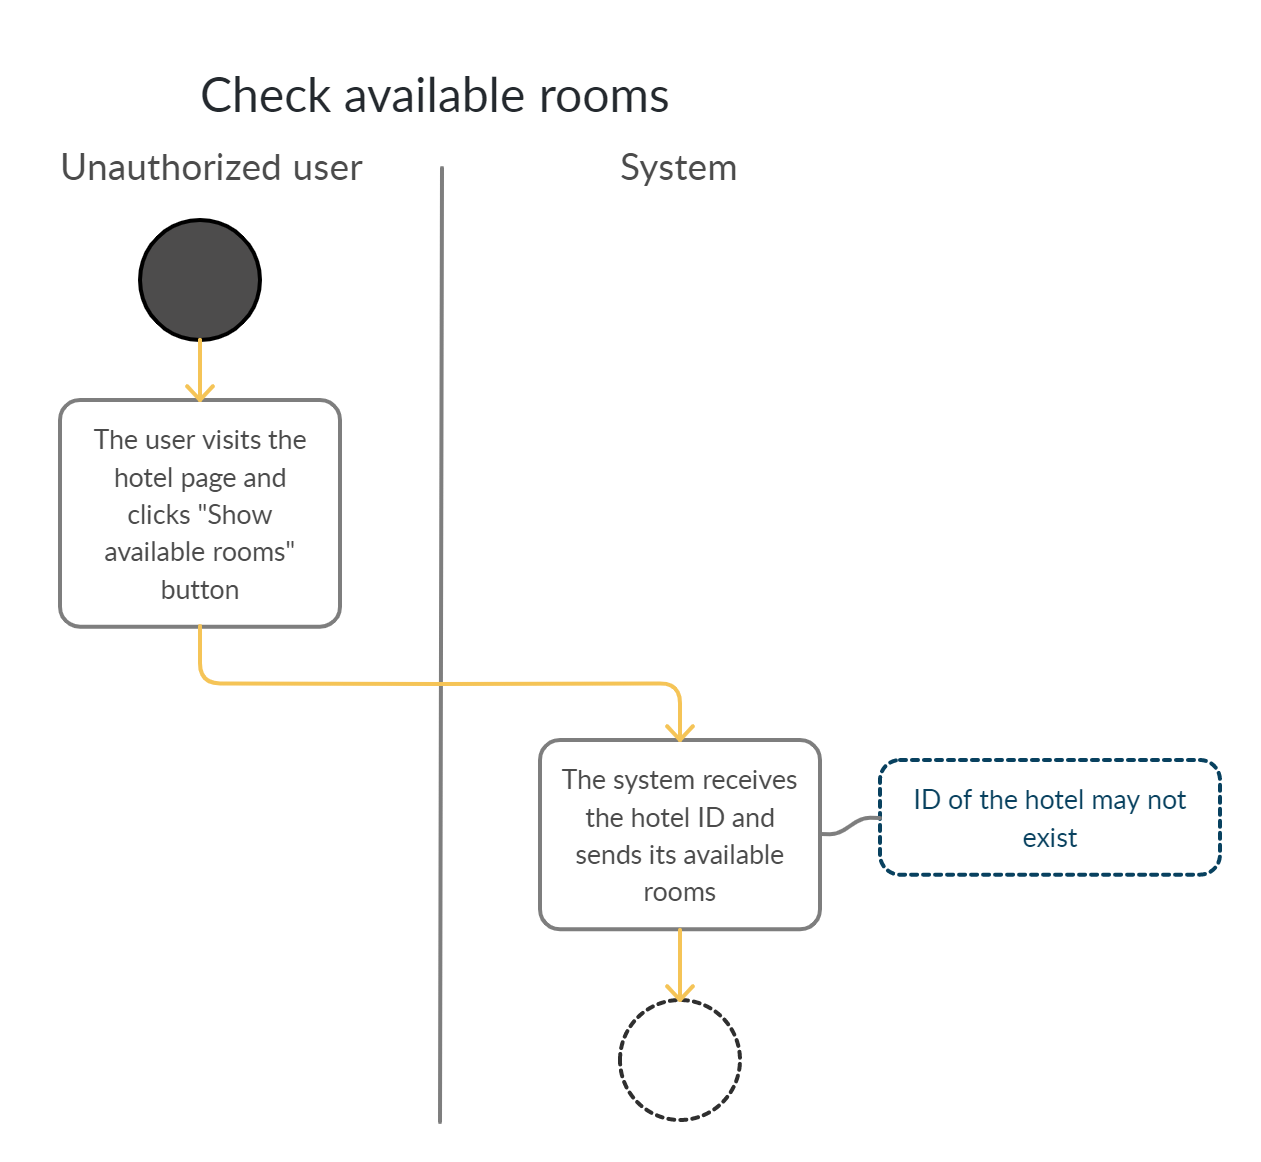 Check available rooms
Unauthorized user
System
The user visits the
hotel page and
clicks "Show
available rooms"
button
The system receives
the hotel ID and
sends its available
rooms
ID of the hotel may not
exist